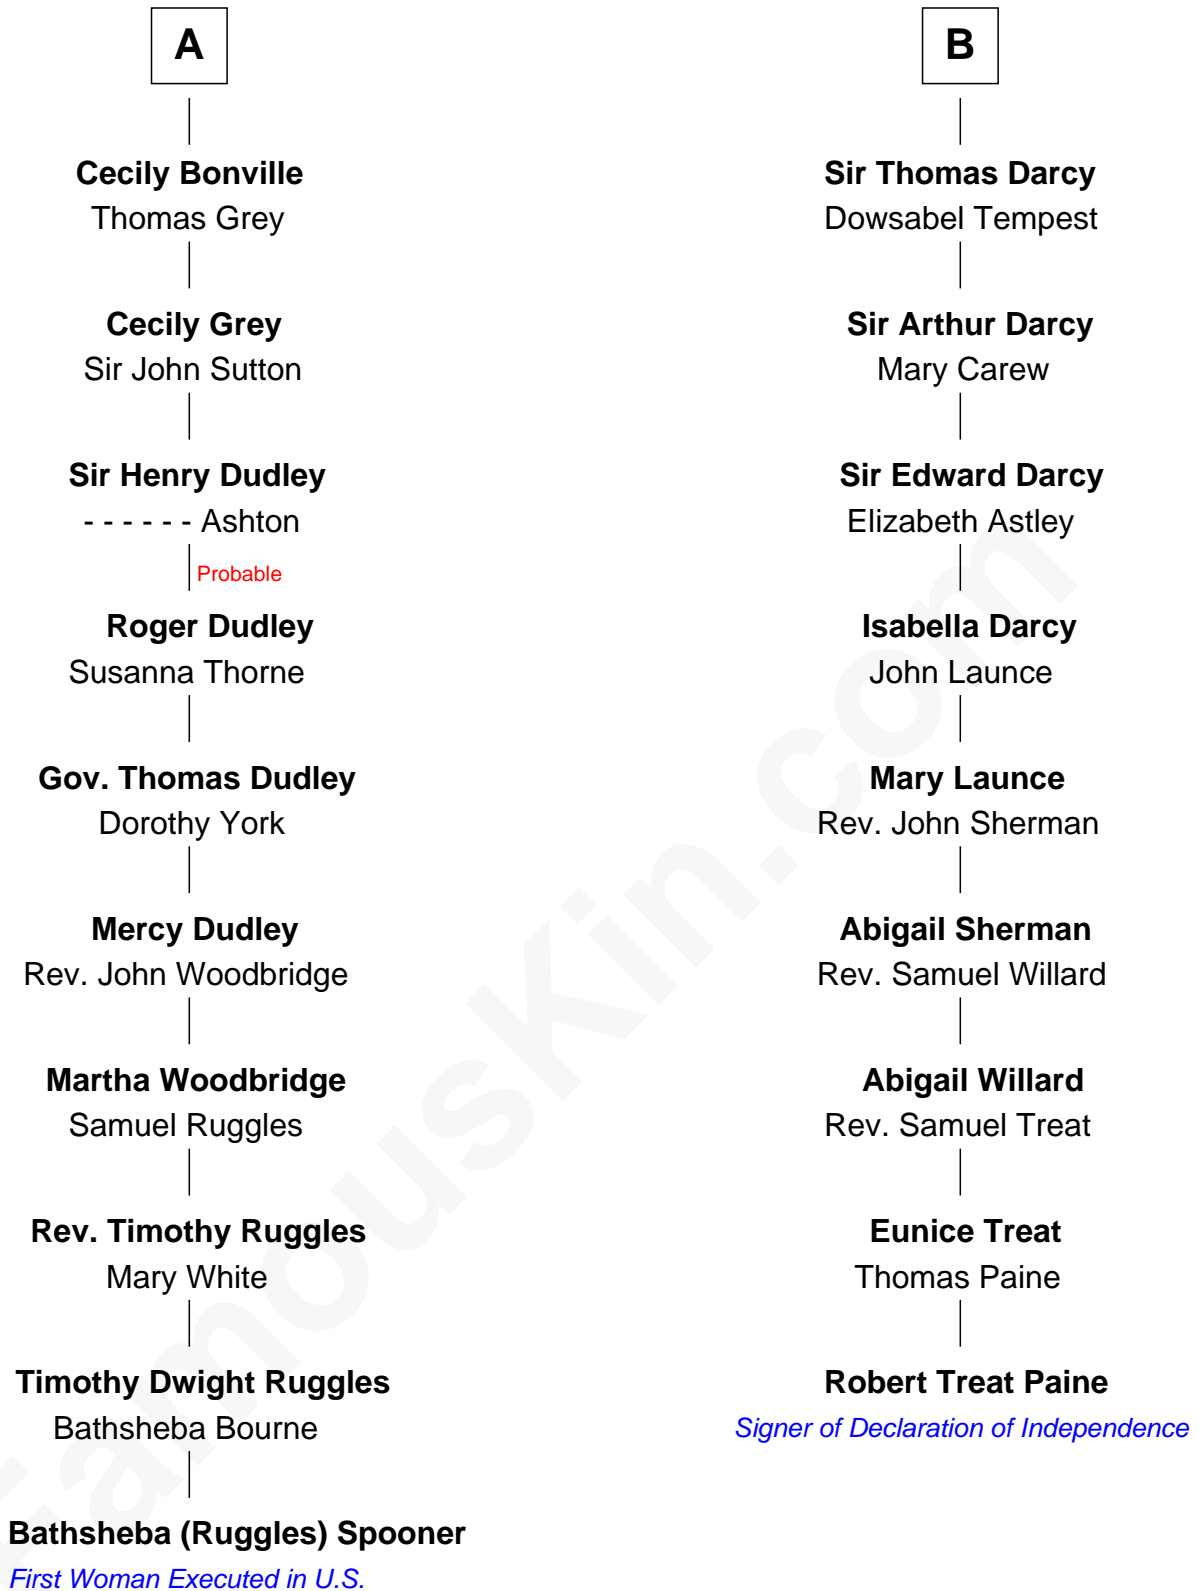 A
Cecily Bonville
Thomas Grey
Cecily Grey
Sir John Sutton
Sir Henry Dudley
- - - - - - Ashton
Probable
Roger Dudley
Susanna Thorne
Gov. Thomas Dudley
Dorothy York
Mercy Dudley
Rev. John Woodbridge
Martha Woodbridge
Samuel Ruggles
Rev. Timothy Ruggles
Mary White
Timothy Dwight Ruggles
Bathsheba Bourne
Bathsheba (Ruggles) Spooner
First Woman Executed in U.S.
B
Sir Thomas Darcy
Dowsabel Tempest
Sir Arthur Darcy
Mary Carew
Sir Edward Darcy
Elizabeth Astley
Isabella Darcy
John Launce
Mary Launce
Rev. John Sherman
Abigail Sherman
Rev. Samuel Willard
Abigail Willard
Rev. Samuel Treat
Eunice Treat
Thomas Paine
Robert Treat Paine
Signer of Declaration of Independence
FamousKin.com